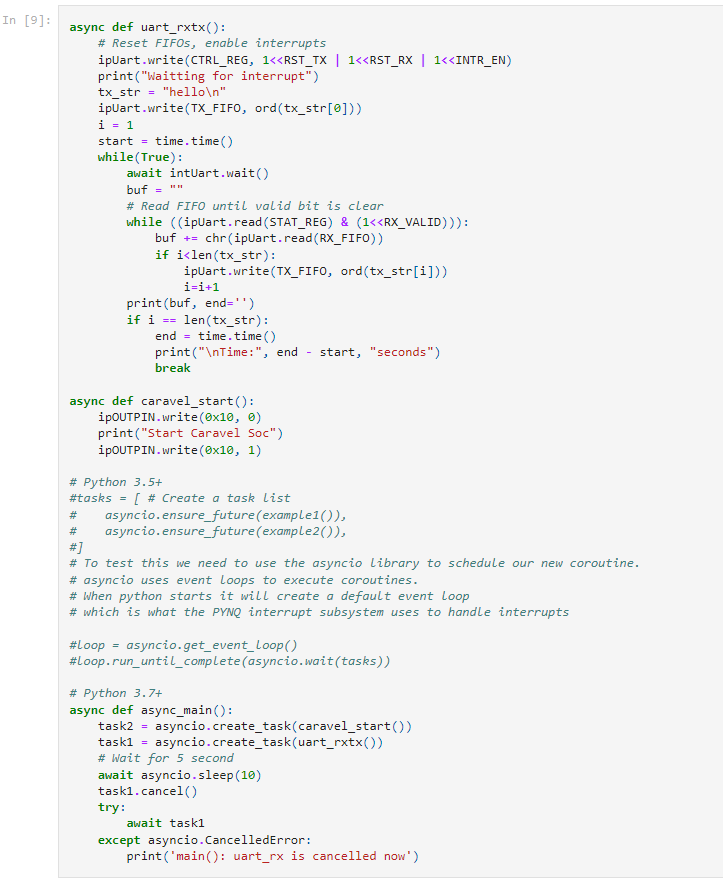 In [9]:
async def uart_rxtx():
    # Reset FIFOs, enable interrupts
    ipUart.write(CTRL_REG, 1<<RST_TX | 1<<RST_RX | 1<<INTR_EN)
    print("Waitting for interrupt")
    tx_str = "hello\n"
    ipUart.write(TX_FIFO, ord(tx_str[0]))
    i = 1
    start = time.time()
    while(True):
        await intUart.wait()
        buf = ""
        # Read FIFO until valid bit is clear
        while ((ipUart.read(STAT_REG) & (1<<RX_VALID))):
            buf += chr(ipUart.read(RX_FIFO))
            if i<len(tx_str):
                ipUart.write(TX_FIFO, ord(tx_str[i]))
                i=i+1
        print(buf, end='')
        if i == len(tx_str):
            end = time.time()
            print("\nTime:", end - start, "seconds")
            break

async def caravel_start():
    ipOUTPIN.write(0x10, 0)
    print("Start Caravel Soc")
    ipOUTPIN.write(0x10, 1)

# Python 3.5+
#tasks = [ # Create a task list
#    asyncio.ensure_future(example1()),
#    asyncio.ensure_future(example2()),
#]
# To test this we need to use the asyncio library to schedule our new coroutine.
# asyncio uses event loops to execute coroutines.
# When python starts it will create a default event loop
# which is what the PYNQ interrupt subsystem uses to handle interrupts

#loop = asyncio.get_event_loop()
#loop.run_until_complete(asyncio.wait(tasks))

# Python 3.7+
async def async_main():
    task2 = asyncio.create_task(caravel_start())
    task1 = asyncio.create_task(uart_rxtx())
    # Wait for 5 second
    await asyncio.sleep(10)
    task1.cancel()
    try:
        await task1
    except asyncio.CancelledError:
        print('main(): uart_rx is cancelled now')